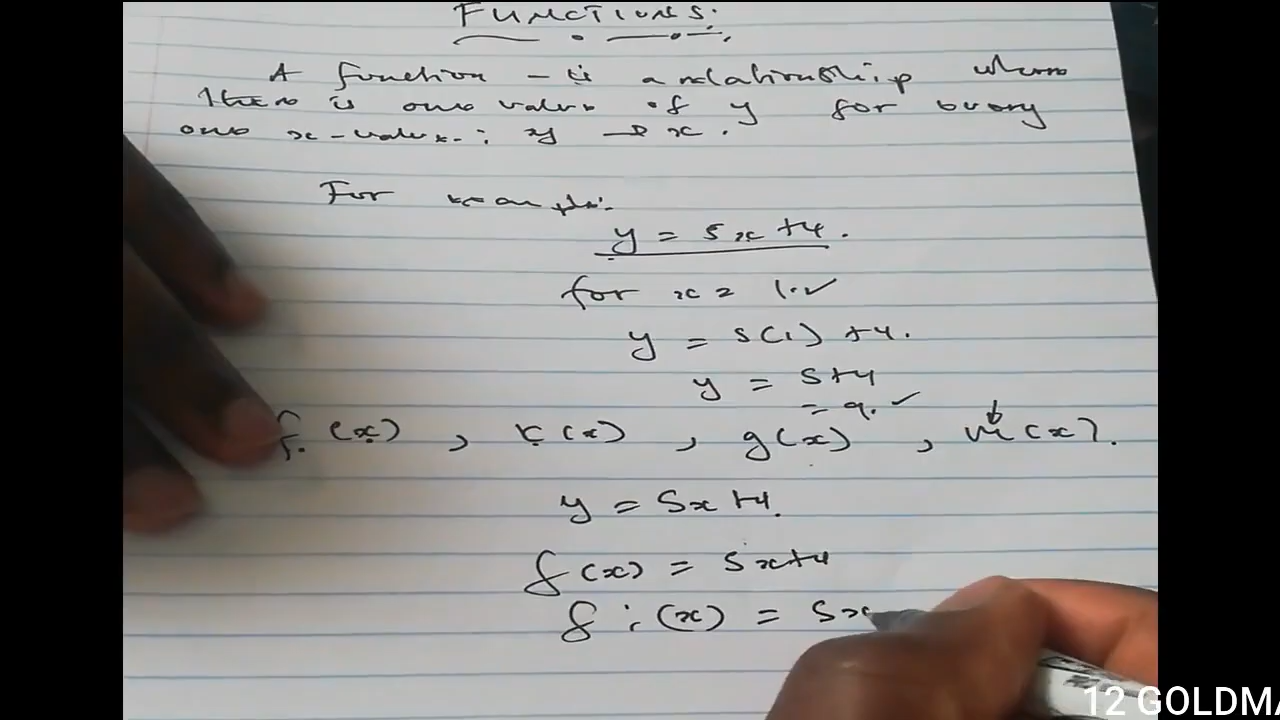 FUNCTIONS:
A function - is a relationship where
there is one value of y for every
one x-value : y → x .
For example:
y = 5x + 4 .
for x = 1. ✓
y = 5(1) + 4 .
y = 5+4
= 9. ✓
f(x) , k(x) , g(x) , m(x) .
y = 5x + 4 .
f(x) = 5x+4
f : (x) = 5x
12 GOLDMA